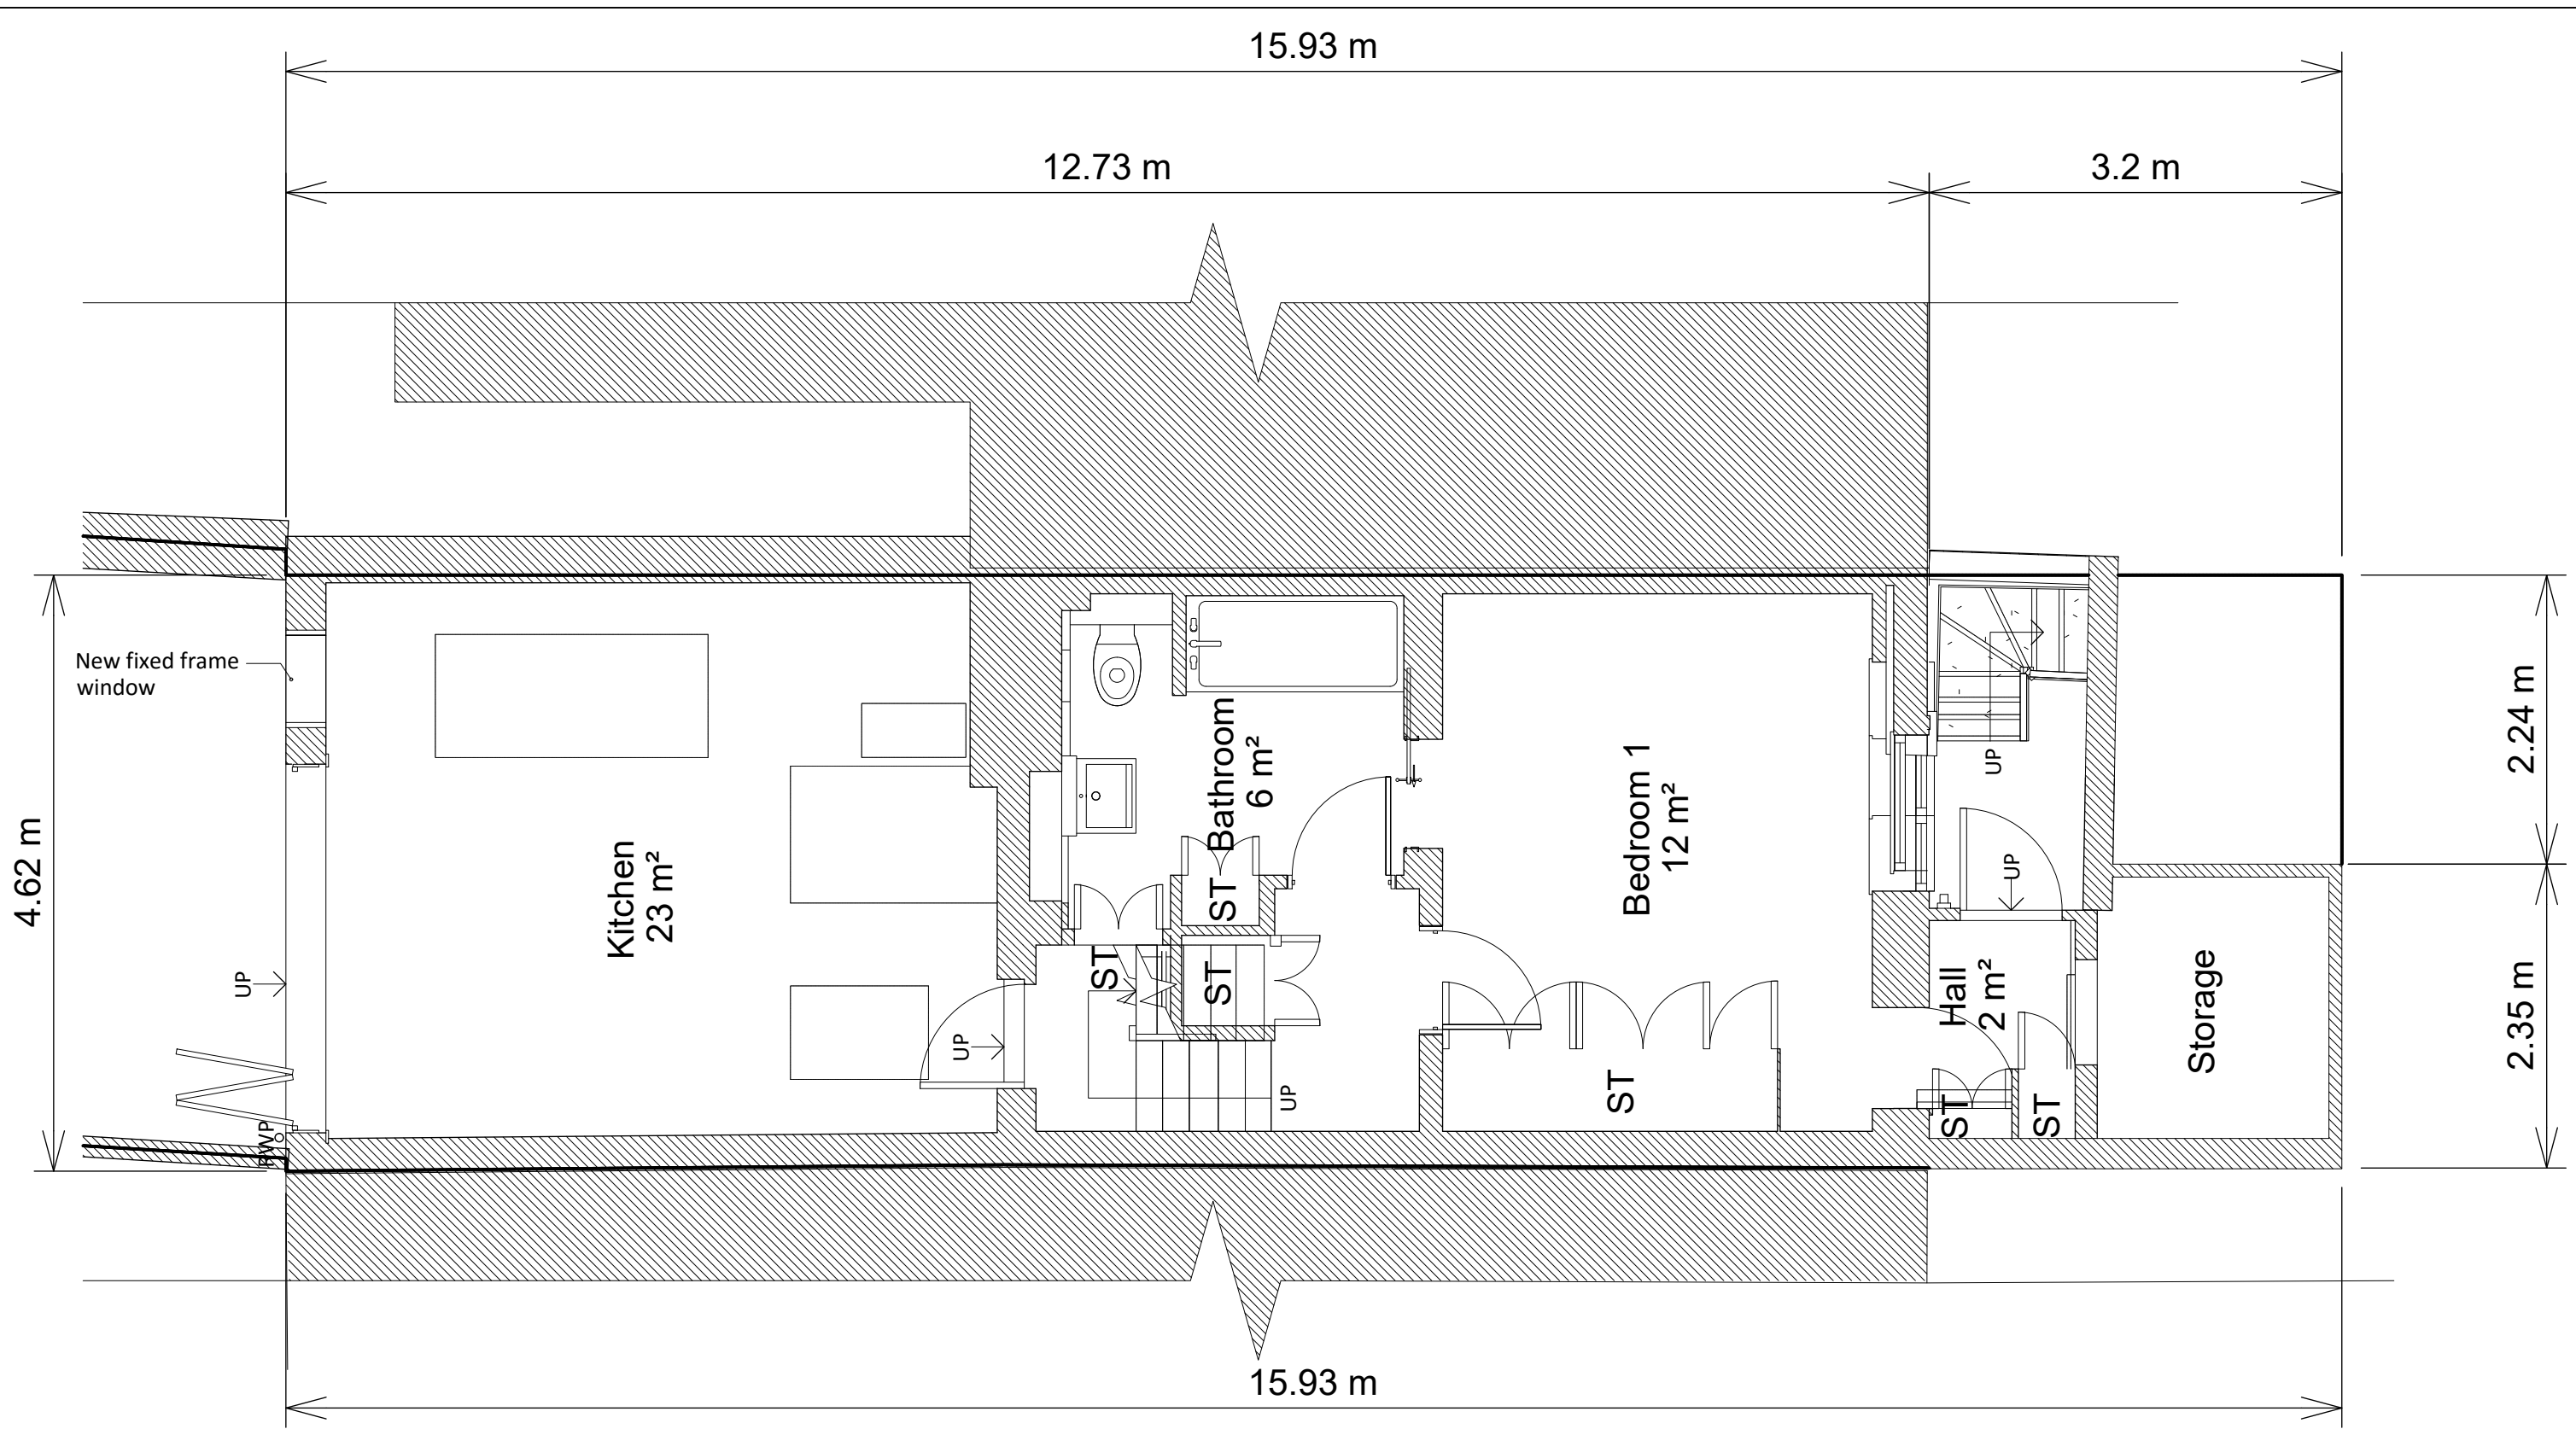 15.93 m
12.73 m
3.2 m
New fixed frame
window
4.62 m
2.24 m
2.35 m
Kitchen
23 m²
Bathroom
6 m²
Bedroom 1
12 m²
Hall
2 m²
Storage
ST
ST
ST
ST
ST
ST
UP
UP
UP
UP
UP
RWP
15.93 m